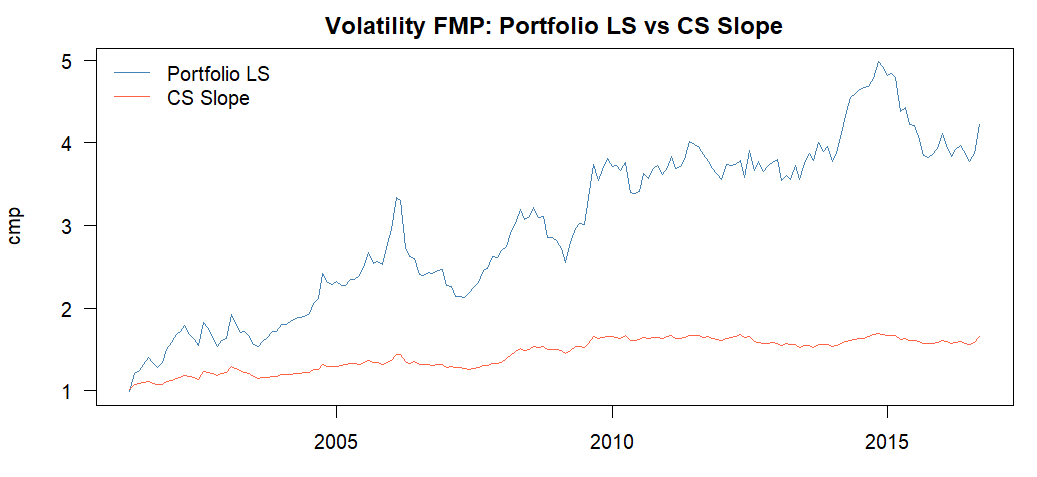 Volatility FMP: Portfolio LS vs CS Slope
Portfolio LS
CS Slope
cmp
5
4
3
2
1
2005 2010 2015